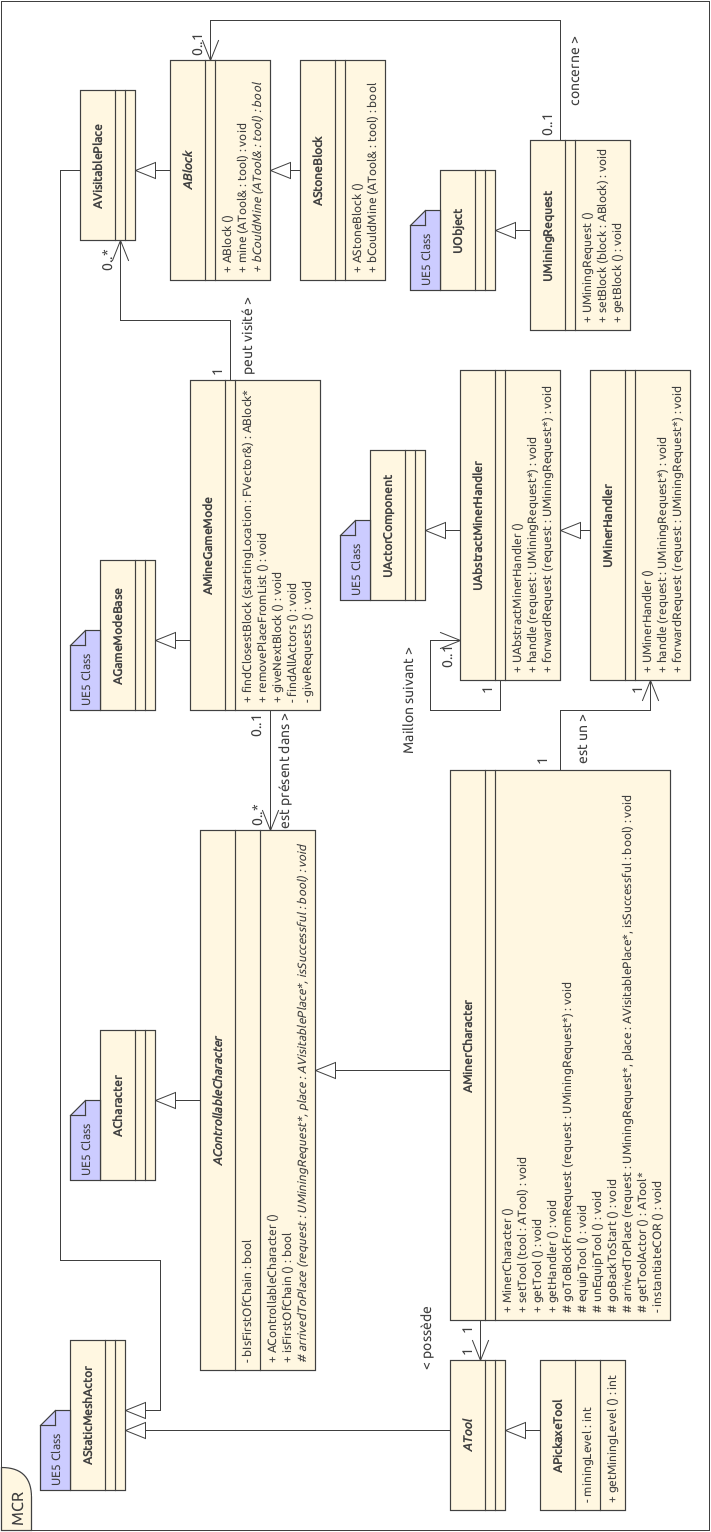 MCR
UE5 Class
AStaticMeshActor
UE5 Class
ACharacter
UE5 Class
AGameModeBase
AVisitablePlace
0..*
0..1
ABlock
+ ABlock ()
+ mine (ATool& : tool) : void
+ bCouldMine (ATool& : tool) : bool
AStoneBlock
+ AStoneBlock ()
+ bCouldMine (ATool& : tool) : bool
AControllableCharacter
- bIsFirstOfChain : bool
+ AControllableCharacter ()
+ isFirstOfChain () : bool
# arrivedToPlace (request : UMiningRequest*, place : AVisitablePlace*, isSuccessful : bool) : void
0..*
0..1
est présent dans >
AMineGameMode
+ findClosestBlock (startingLocation : FVector&) : ABlock*
+ removePlaceFromList () : void
+ giveNextBlock () : void
- findAllActors () : void
- giveRequests () : void
1
peut visité >
UE5 Class
UActorComponent
UE5 Class
UObject
Maillon suivant >
0..1
1
UAbstractMinerHandler
+ UAbstractMinerHandler ()
+ handle (request : UMiningRequest*) : void
+ forwardRequest (request : UMiningRequest*) : void
UMiningRequest
+ UMiningRequest ()
+ setBlock (block : ABlock) : void
+ getBlock () : void
0..1
concerne >
UMinerHandler
+ UMinerHandler ()
+ handle (request : UMiningRequest*) : void
+ forwardRequest (request : UMiningRequest*) : void
1
1
est un >
< possède
1
1
ATool
APickaxeTool
- miningLevel : int
+ getMiningLevel () : int
AMinerCharacter
+ MinerCharacter ()
+ setTool (tool : ATool) : void
+ getTool () : void
+ getHandler () : void
# goToBlockFromRequest (request : UMiningRequest*) : void
# equipTool () : void
# unEquipTool () : void
# goBackToStart () : void
# arrivedToPlace (request : UMiningRequest*, place : AVisitablePlace*, isSuccessful : bool) : void
# getToolActor () : ATool*
- instantiateCOR () : void